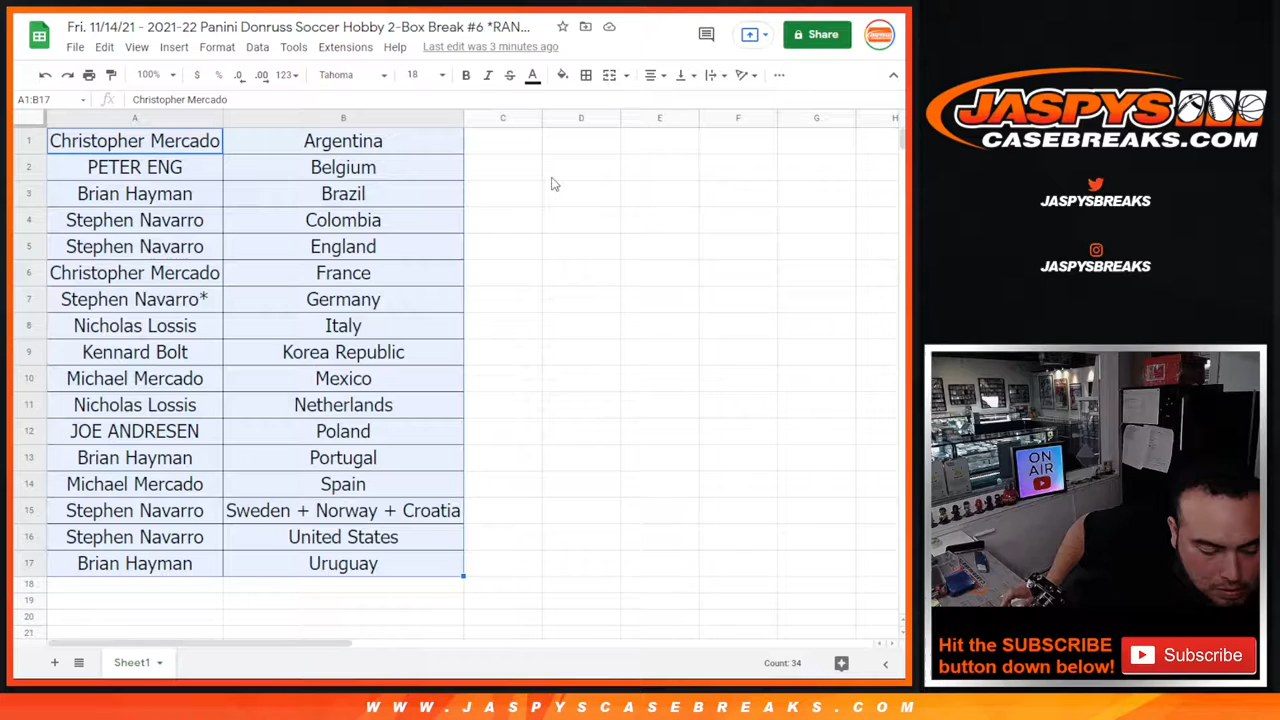 Fri. 11/14/21 - 2021-22 Panini Donruss Soccer Hobby 2-Box Break #6 *RAN...
File Edit View Insert Format Data Tools Extensions Help Last edit was 3 minutes ago
Share
100% $ % .0 .00 123 Tahoma 18 B I S A
A1:B17 fx Christopher Mercado
A B C D E F G H
1 Christopher Mercado Argentina
2 PETER ENG Belgium
3 Brian Hayman Brazil
4 Stephen Navarro Colombia
5 Stephen Navarro England
6 Christopher Mercado France
7 Stephen Navarro* Germany
8 Nicholas Lossis Italy
9 Kennard Bolt Korea Republic
10 Michael Mercado Mexico
11 Nicholas Lossis Netherlands
12 JOE ANDRESEN Poland
13 Brian Hayman Portugal
14 Michael Mercado Spain
15 Stephen Navarro Sweden + Norway + Croatia
16 Stephen Navarro United States
17 Brian Hayman Uruguay
18
19
20
21
Sheet1
Count: 34
JASPYS
CASEBREAKS.COM
JASPYSBREAKS
JASPYSBREAKS
ON
AIR
Hit the SUBSCRIBE
button down below!
Subscribe
WWW.JASPYSCASEBREAKS.COM